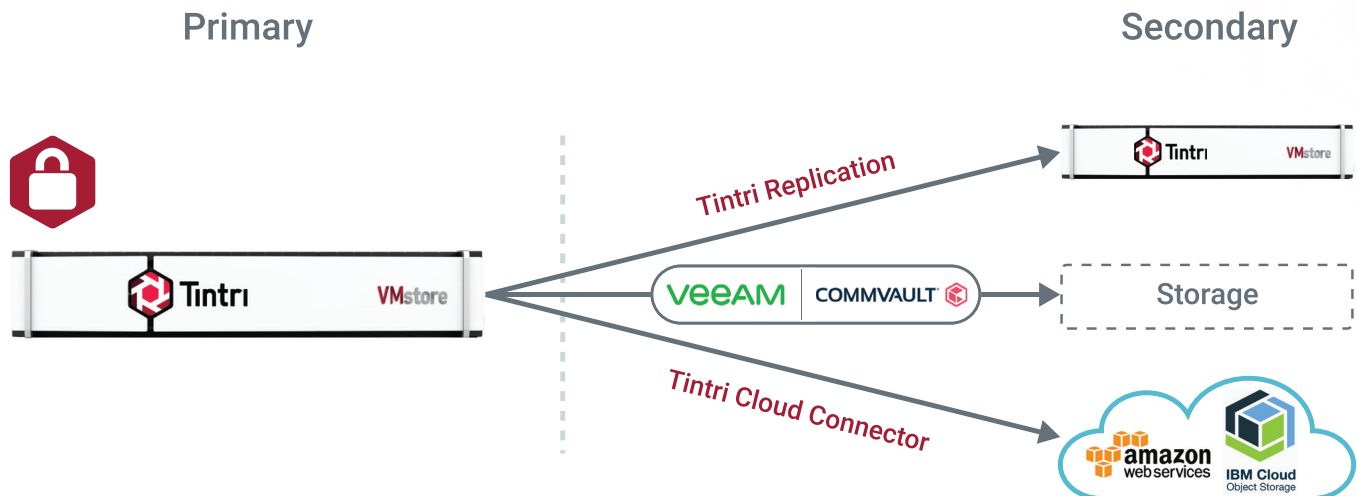 Primary
Secondary
Tintri
VMstore
Tintri Replication
Tintri
VMstore
veeAM
COMMVAULT
Storage
Tintri Cloud Connector
amazon
web services
IBM Cloud
Object Storage